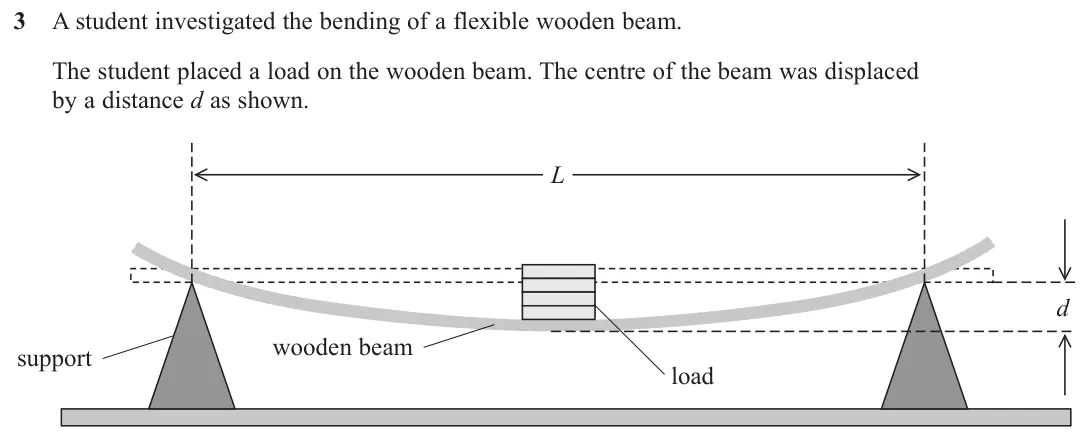 3 A student investigated the bending of a flexible wooden beam.
The student placed a load on the wooden beam. The centre of the beam was displaced
by a distance d as shown.
L
d
support
wooden beam
load